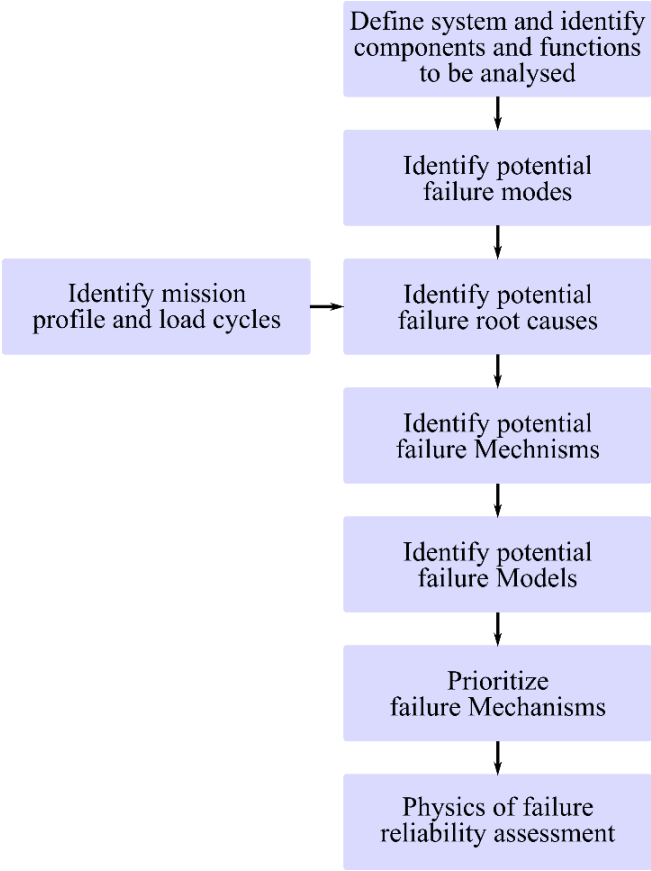 Define system and identify
components and functions
to be analysed
Identify potential
failure modes
Identify mission
profile and load cycles
Identify potential
failure root causes
Identify potential
failure Mechnisms
Identify potential
failure Models
Prioritize
failure Mechanisms
Physics of failure
reliability assessment